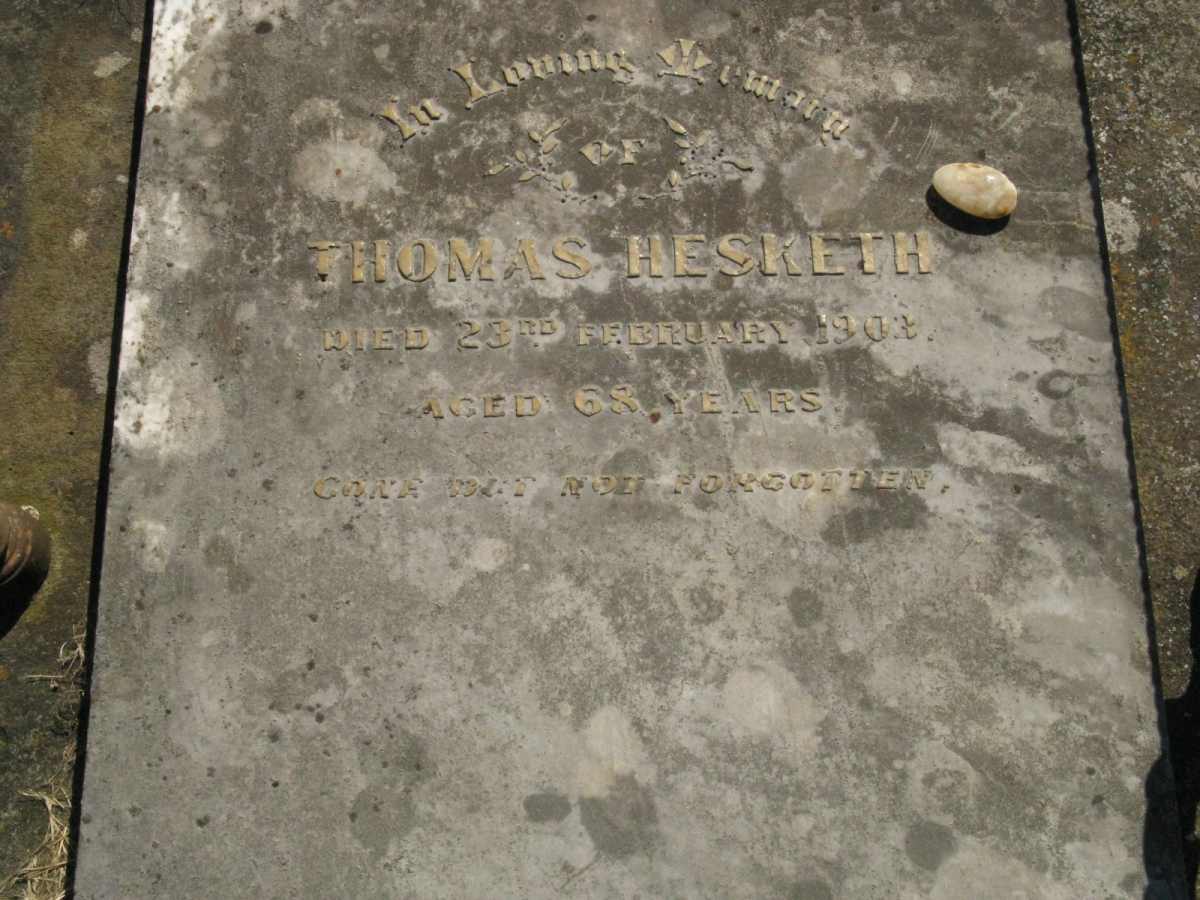 In Loving Memory
OF
THOMAS HESKETH
DIED 23RD FEBRUARY 1903.
AGED 68 YEARS
GONE BUT NOT FORGOTTEN.